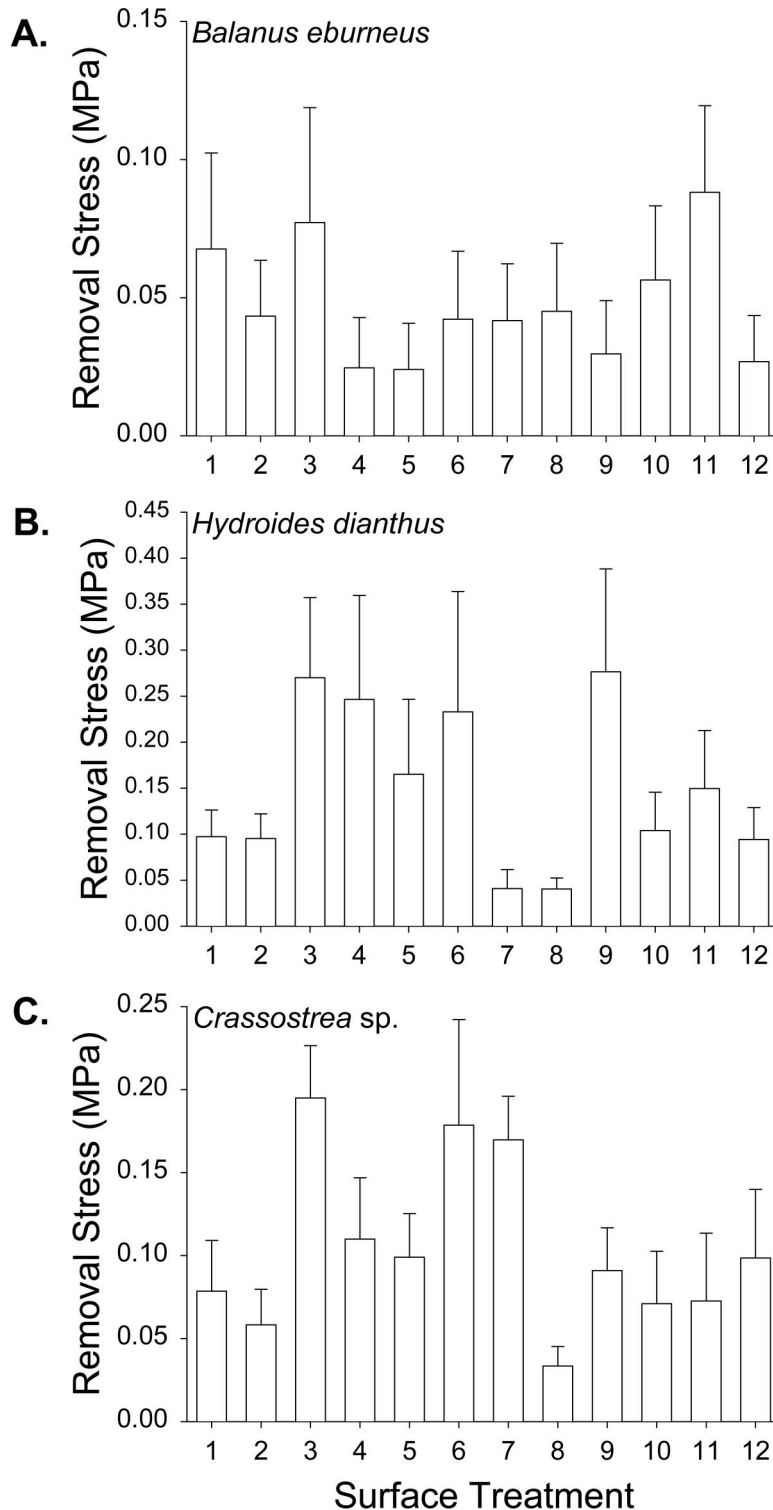 A.
Balanus eburneus
Removal Stress (MPa)
0.15
0.10
0.05
0.00
1 2 3 4 5 6 7 8 9 10 11 12
B.
Hydroides dianthus
Removal Stress (MPa)
0.45
0.40
0.35
0.30
0.25
0.20
0.15
0.10
0.05
0.00
1 2 3 4 5 6 7 8 9 10 11 12
C.
Crassostrea sp.
Removal Stress (MPa)
0.25
0.20
0.15
0.10
0.05
0.00
1 2 3 4 5 6 7 8 9 10 11 12
Surface Treatment